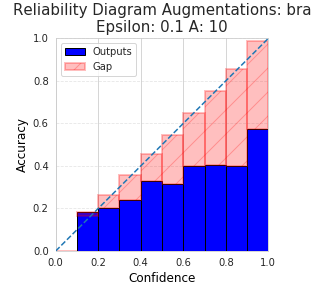 Reliability Diagram Augmentations: bra
Epsilon: 0.1 A: 10
1.0
Outputs
Gap
0.8
0.6
0.4
0.2
0.0
Accuracy
0.0 0.2 0.4 0.6 0.8 1.0
Confidence